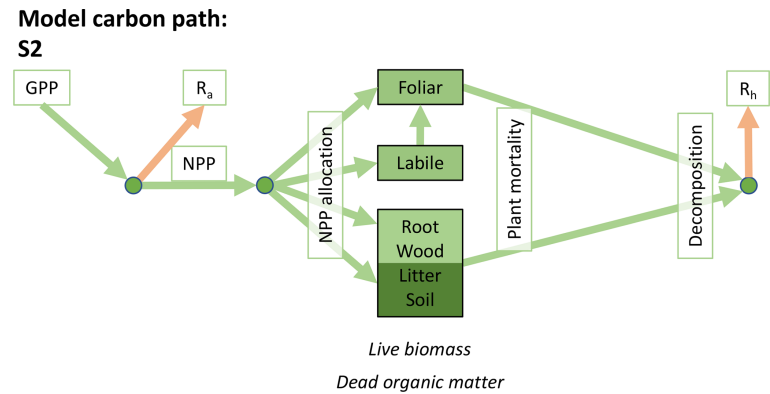 Model carbon path:
S2
GPP
Ra
NPP
NPP allocation
Foliar
Labile
Root
Wood
Litter
Soil
Plant mortality
Decomposition
Rh
Live biomass
Dead organic matter